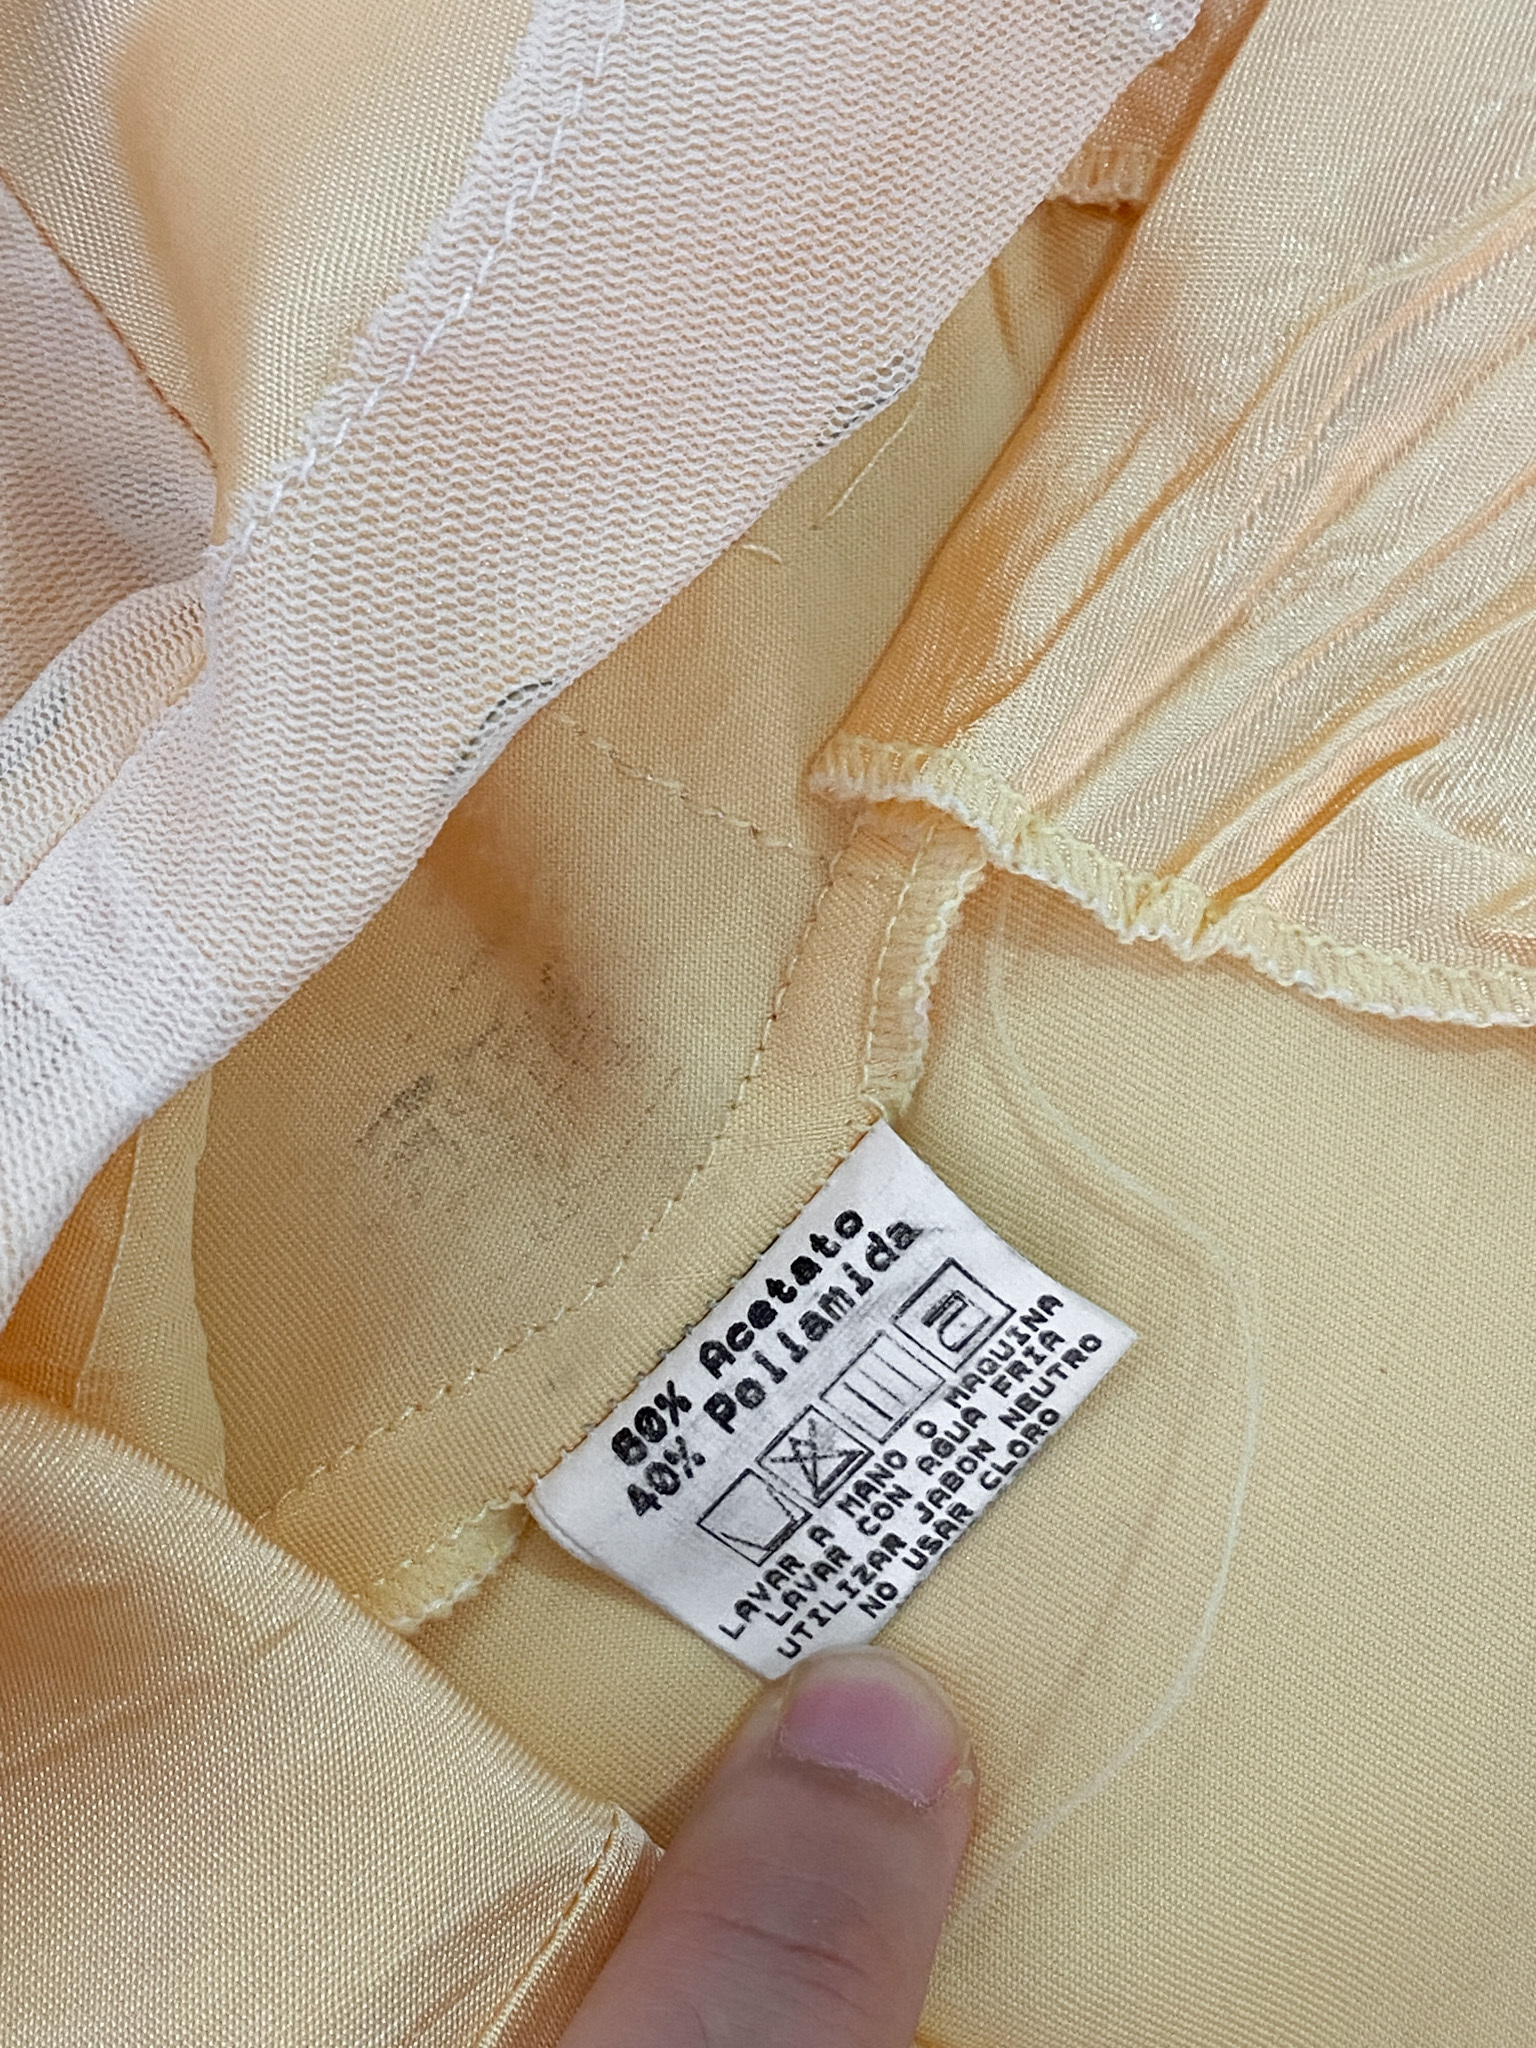 60% Acetato
40% Poliamida
LAVAR A MANO O MAQUINA
LAVAR CON AGUA FRIA
UTILIZAR JABON NEUTRO
NO USAR CLORO